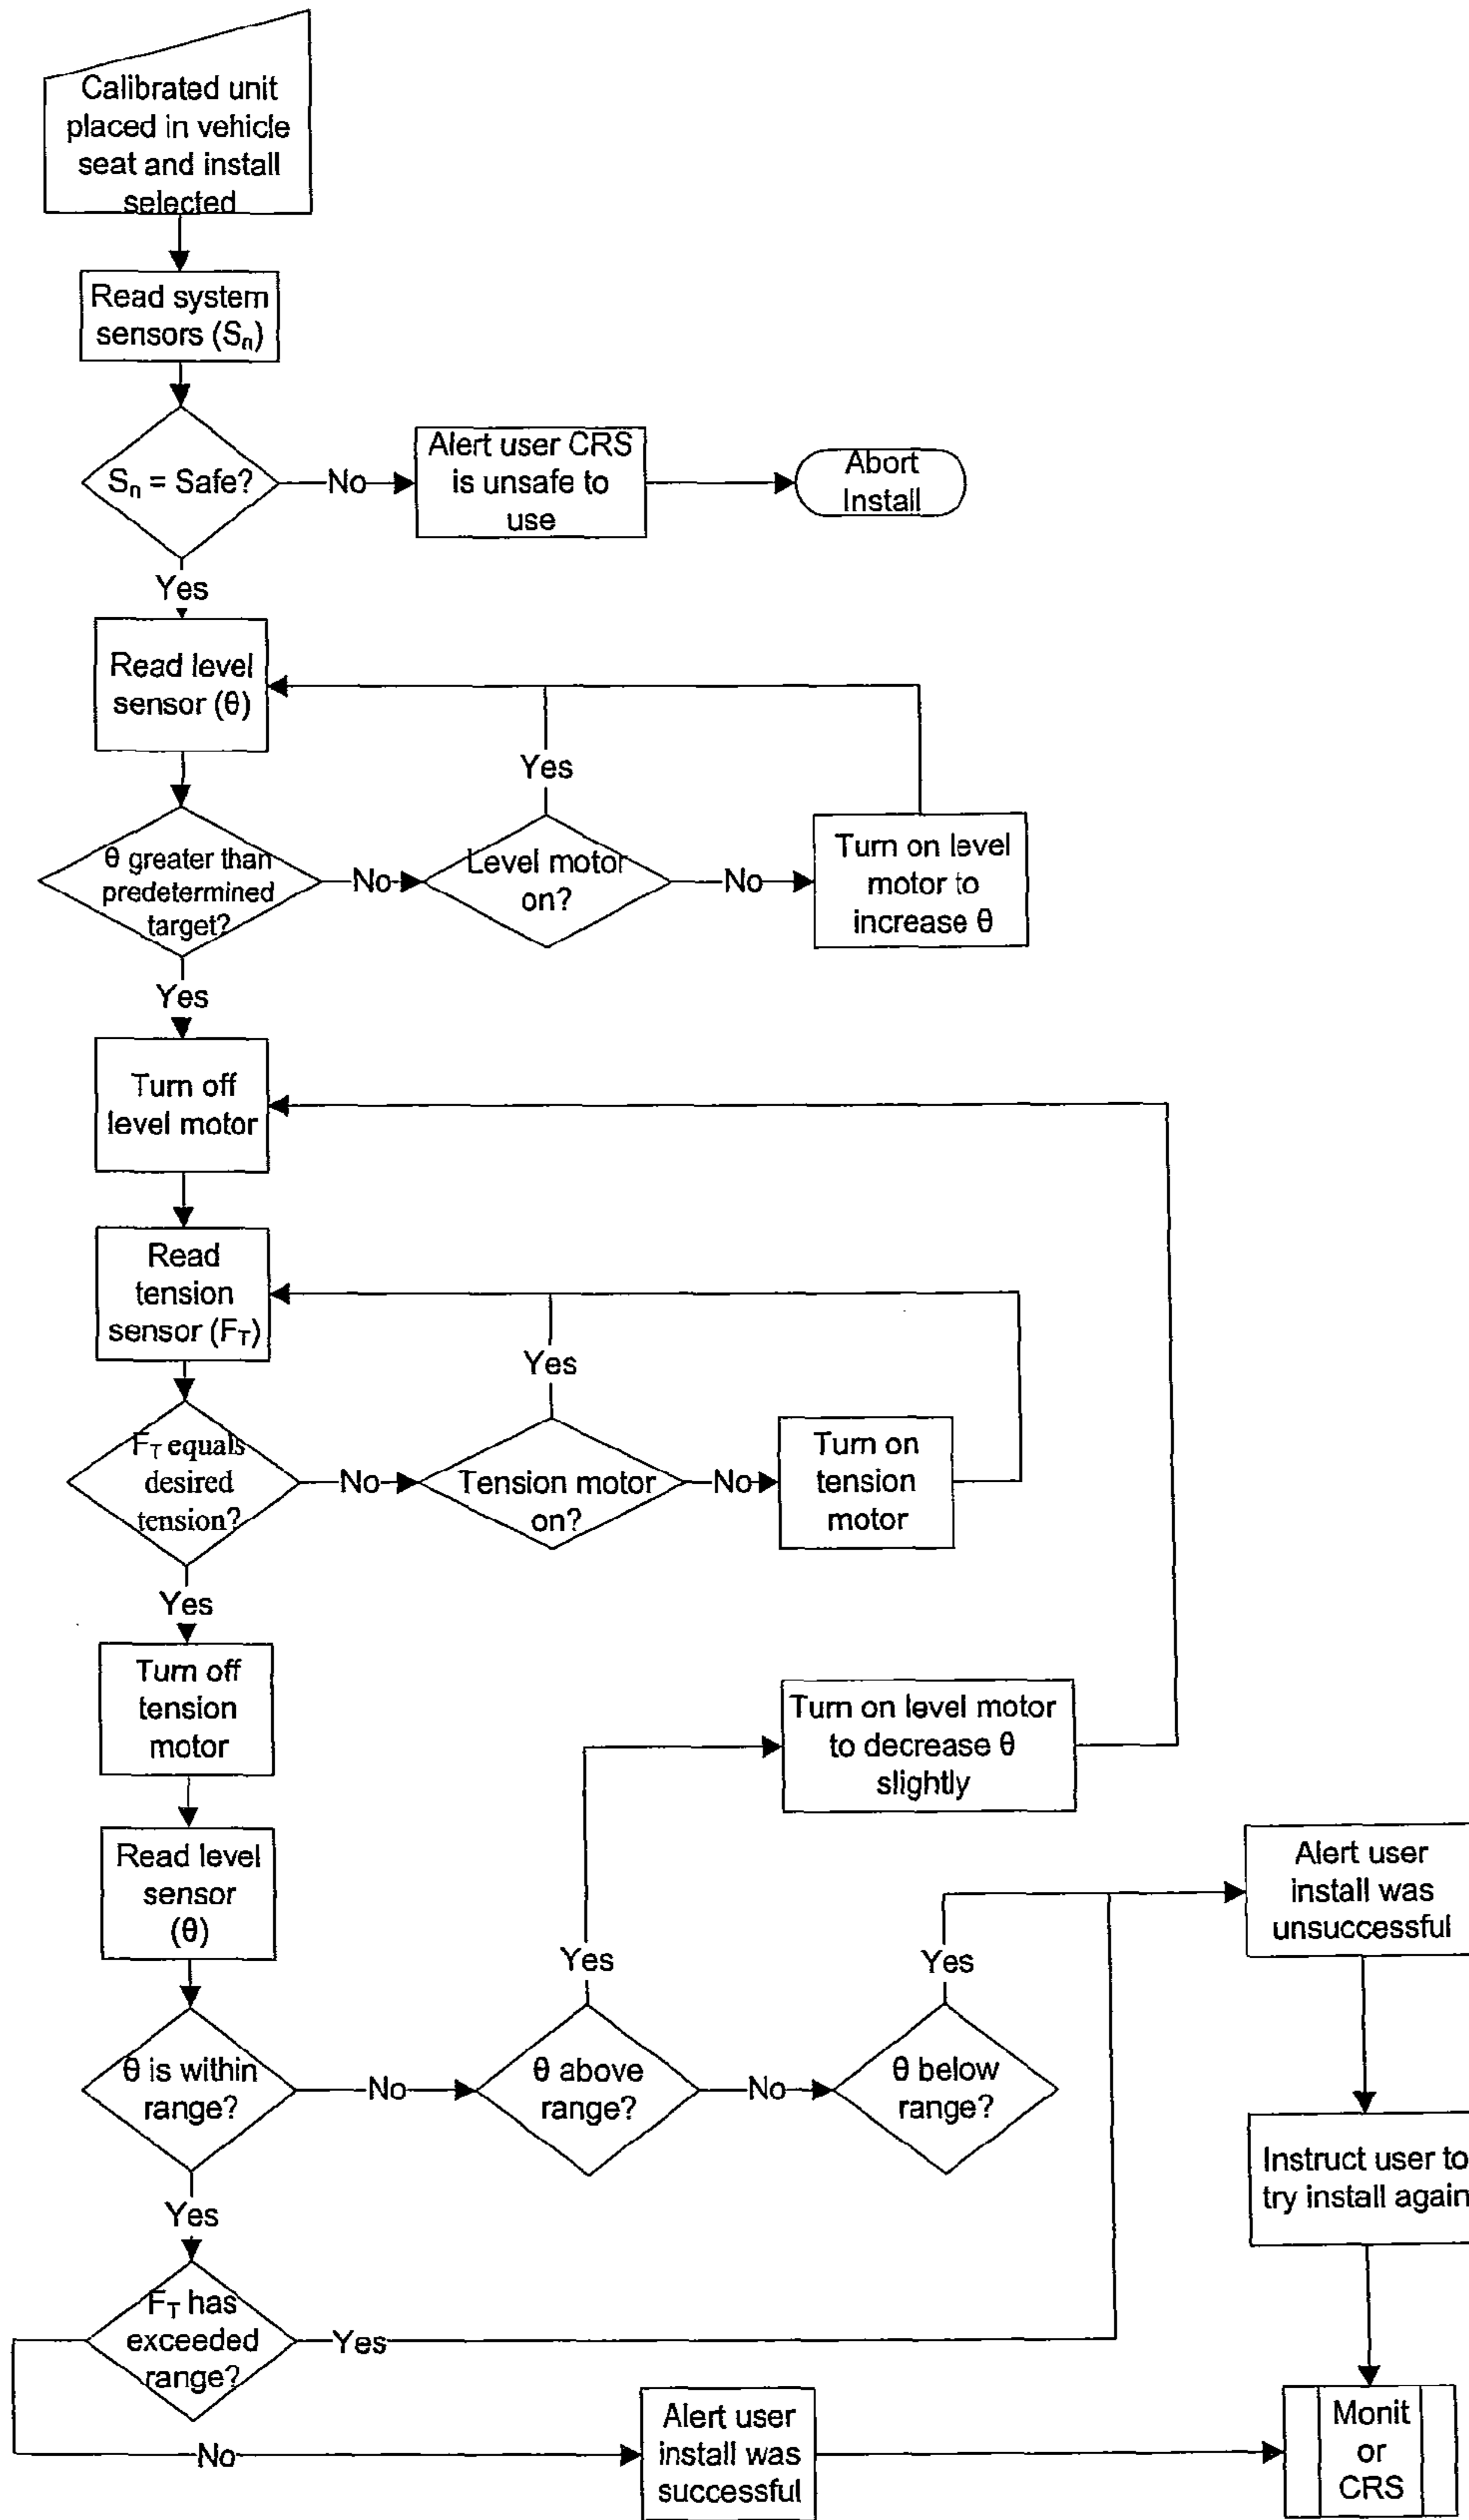 Calibrated unit
placed in vehicle
seat and install
selected
Read system
sensors (Sₙ)
Sₙ = Safe?
No
Alert user CRS
is unsafe to
use
Abort
Install
Yes
Read level
sensor (θ)
Yes
θ greater than
predetermined
target?
No
Level motor
on?
No
Turn on level
motor to
increase θ
Yes
Turn off
level motor
Read
tension
sensor (F_T)
Yes
F_T equals
desired
tension?
No
Tension motor
on?
No
Turn on
tension
motor
Yes
Turn off
tension
motor
Turn on level motor
to decrease θ
slightly
Read level
sensor
(θ)
Alert user
install was
unsuccessful
Yes
Yes
θ is within
range?
No
θ above
range?
No
θ below
range?
Instruct user to
try install again
Yes
F_T has
exceeded
range?
Yes
No
Alert user
install was
successful
Monit
or
CRS